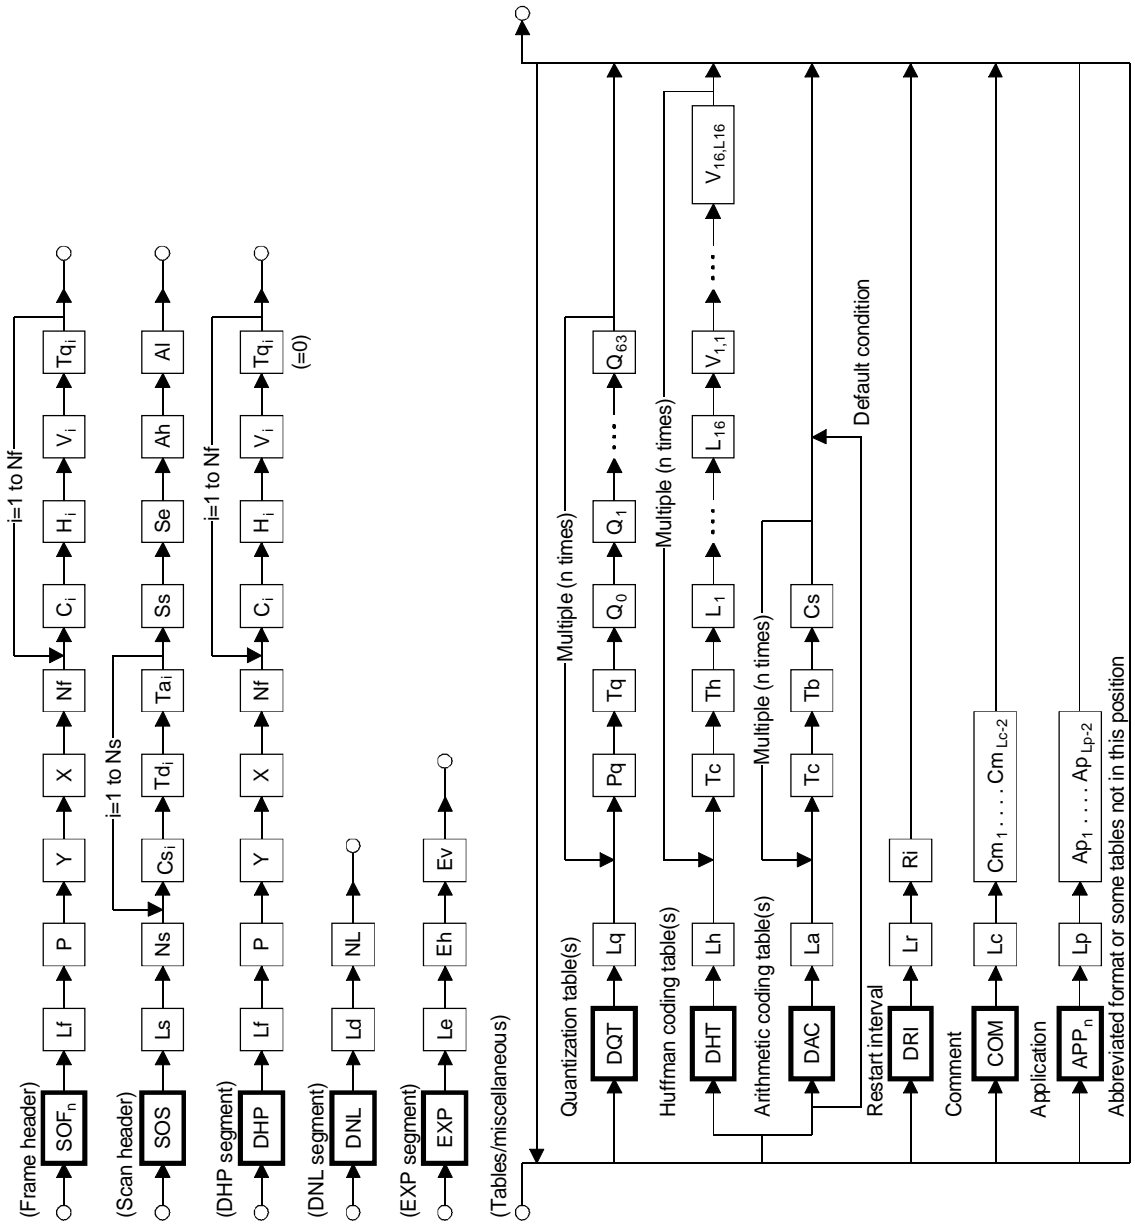 (Frame header)
SOFn Lf P Y X Nf Ci Hi Vi Tqi
i=1 to Nf
(Scan header)
SOS Ls Ns Csi Tdi Tai Ss Se Ah Al
i=1 to Ns
(DHP segment)
DHP Lf P Y X Nf Ci Hi Vi Tqi
i=1 to Nf
(=0)
(DNL segment)
DNL Ld NL
(EXP segment)
EXP Le Eh Ev
(Tables/miscellaneous)
Quantization table(s)
Multiple (n times)
DQT Lq Pq Tq Q0 Q1 .... Q63
Huffman coding table(s)
Multiple (n times)
DHT Lh Tc Th L1 .... L16 V1,1 .... V16,L16
Arithmetic coding table(s)
Multiple (n times)
DAC La Tc Tb Cs
Default condition
Restart interval
DRI Lr Ri
Comment
COM Lc Cm1 .... CmLc-2
Application
APPn Lp Ap1 .... ApLp-2
Abbreviated format or some tables not in this position